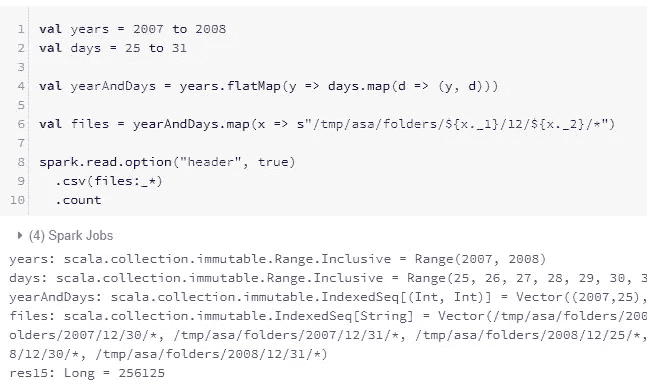 1 val years = 2007 to 2008
2 val days = 25 to 31
3
4 val yearAndDays = years.flatMap(y => days.map(d => (y, d)))
5
6 val files = yearAndDays.map(x => s"/tmp/asa/folders/${x._1}/12/${x._2}/*")
7
8 spark.read.option("header", true)
9 .csv(files:_*)
10 .count
(4) Spark Jobs
years: scala.collection.immutable.Range.Inclusive = Range(2007, 2008)
days: scala.collection.immutable.Range.Inclusive = Range(25, 26, 27, 28, 29, 30, 3
yearAndDays: scala.collection.immutable.IndexedSeq[(Int, Int)] = Vector((2007,25),
files: scala.collection.immutable.IndexedSeq[String] = Vector(/tmp/asa/folders/200
olders/2007/12/30/*, /tmp/asa/folders/2007/12/31/*, /tmp/asa/folders/2008/12/25/*,
8/12/30/*, /tmp/asa/folders/2008/12/31/*)
res15: Long = 256125